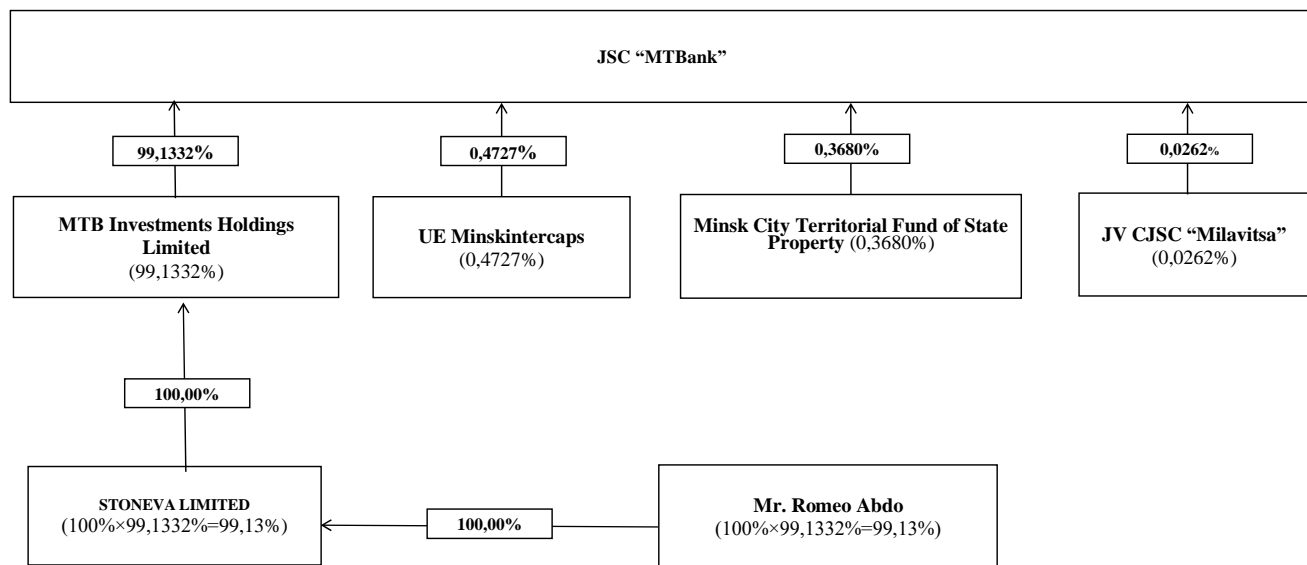 JSC “MTBank”
99,1332%
0,4727%
0,3680%
0,0262%
MTB Investments Holdings
Limited
(99,1332%)
UE Minskintercaps
(0,4727%)
Minsk City Territorial Fund of State
Property (0,3680%)
JV CJSC “Milavitsa”
(0,0262%)
100,00%
STONEVA LIMITED
(100%×99,1332%=99,13%)
100,00%
Mr. Romeo Abdo
(100%×99,1332%=99,13%)